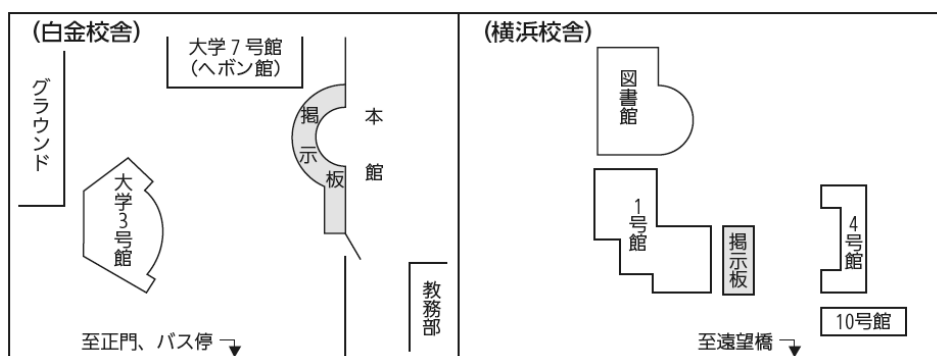 (白金校舎)
大学7号館
(ヘボン館)
グラウンド
掲示板
本館
大学3号館
教務部
至正門、バス停
(横浜校舎)
図書館
1号館
掲示板
4号館
10号館
至遠望橋